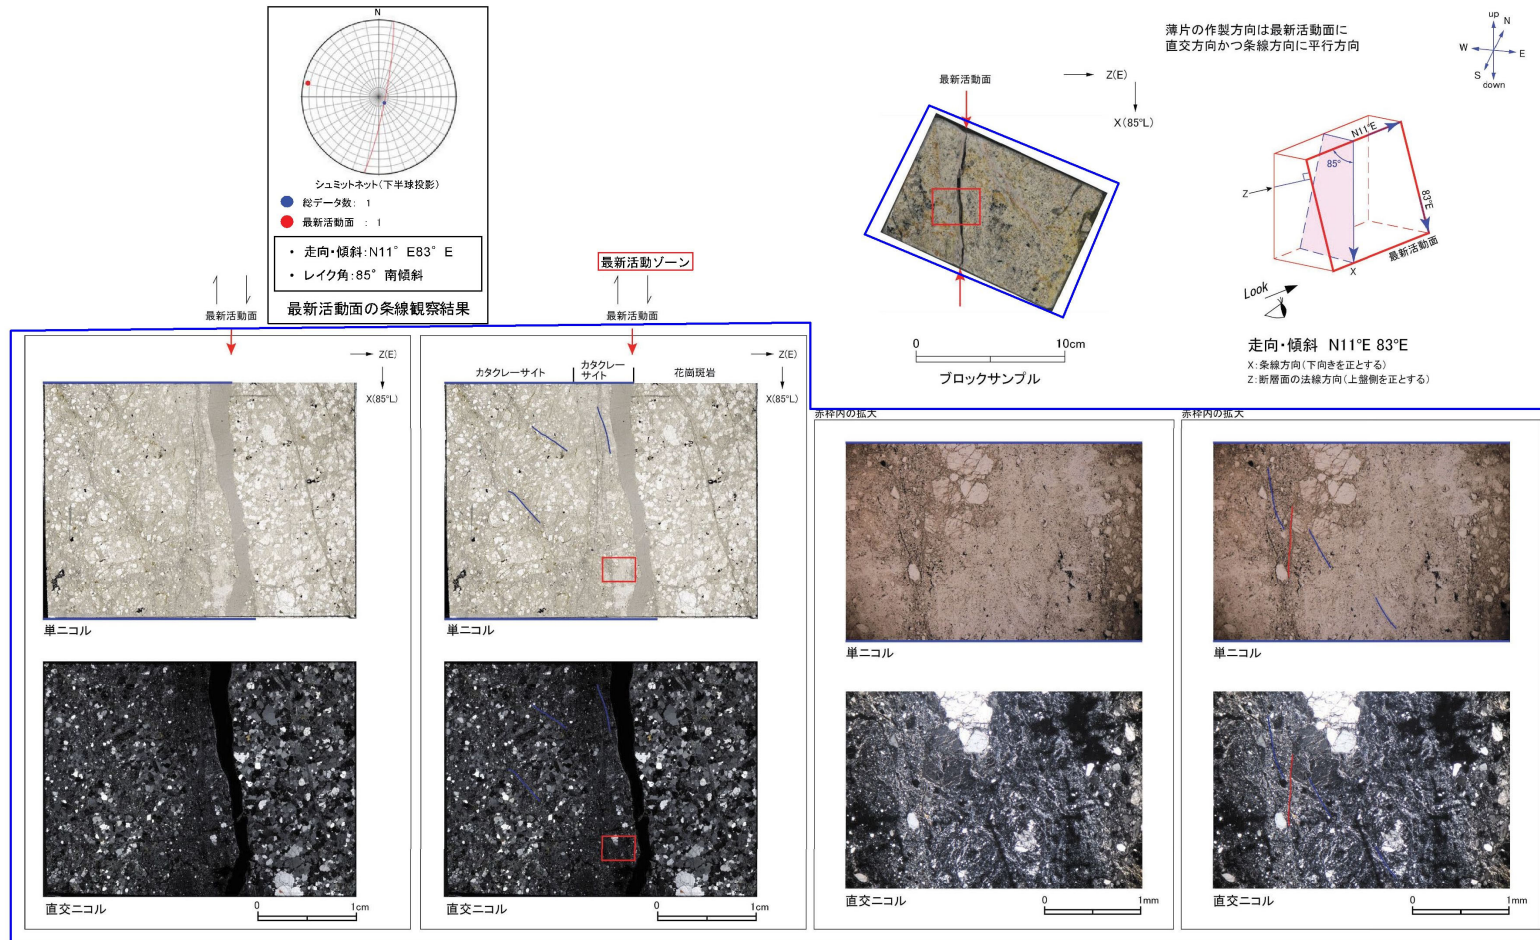 N
シュミットネット(下半球投影)
総データ数: 1
最新活動面 : 1
・ 走向・傾斜:N11°E83°E
・ レイク角:85°南傾斜
最新活動面の条線観察結果
薄片の作製方向は最新活動面に
直交方向かつ条線方向に平行方向
up
N
W
E
S
down
最新活動面
Z(E)
X(85°L)
0
10cm
ブロックサンプル
N11°E
85°
83°E
Z
X
最新活動面
Look
走向・傾斜 N11°E 83°E
X:条線方向(下向きを正とする)
Z:断層面の法線方向(上盤側を正とする)
最新活動面
Z(E)
X(85°L)
単ニコル
直交ニコル
0
1cm
最新活動ゾーン
最新活動面
Z(E)
X(85°L)
カタクレーサイト
カタクレー
サイト
花崗斑岩
単ニコル
直交ニコル
0
1cm
赤枠内の拡大
単ニコル
直交ニコル
0
1mm
赤枠内の拡大
単ニコル
直交ニコル
0
1mm